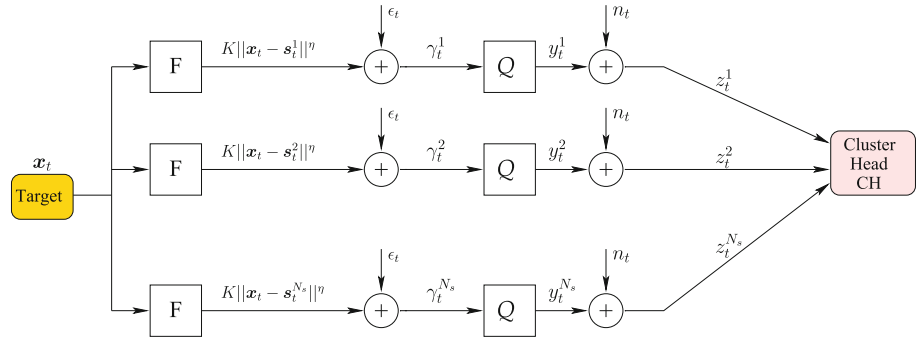 ϵ_t n_t
F K||x_t − s_t^1||^η + γ_t^1 Q y_t^1 + z_t^1
ϵ_t n_t
x_t F K||x_t − s_t^2||^η + γ_t^2 Q y_t^2 + z_t^2
Target
Cluster
Head
CH
ϵ_t n_t z_t^{N_s}
F K||x_t − s_t^{N_s}||^η + γ_t^{N_s} Q y_t^{N_s} +